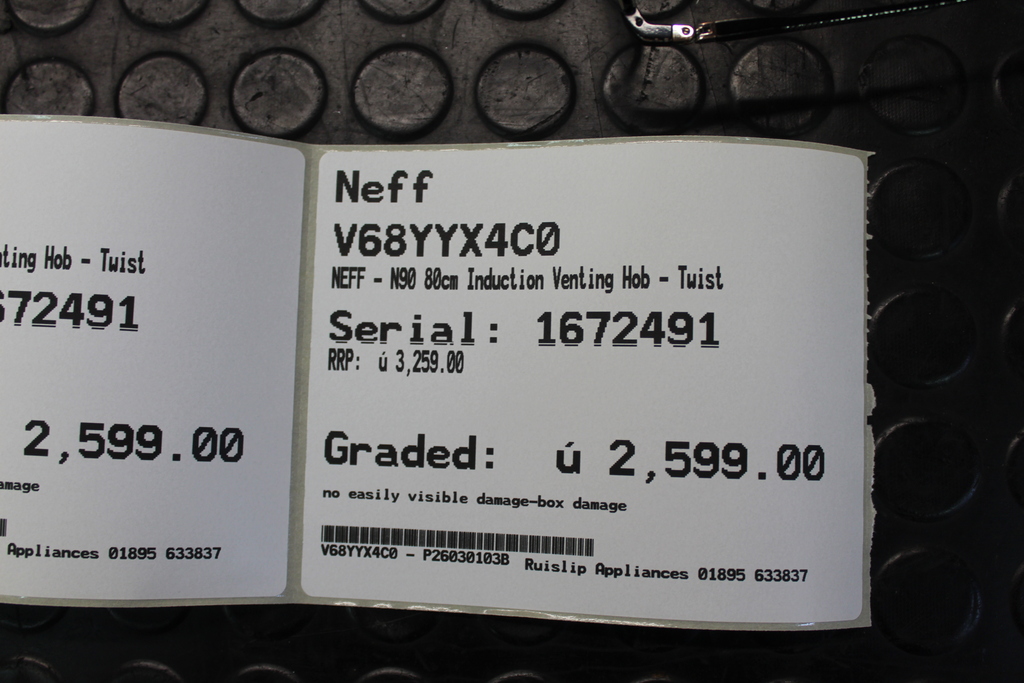 ting Hob - Twist
672491
2,599.00
amage
Appliances 01895 633837
Neff
V68YYX4C0
NEFF - N90 80cm Induction Venting Hob - Twist
Serial: 1672491
RRP: ú 3,259.00
Graded: ú 2,599.00
no easily visible damage-box damage
V68YYX4C0 - P26030103B
Ruislip Appliances 01895 633837